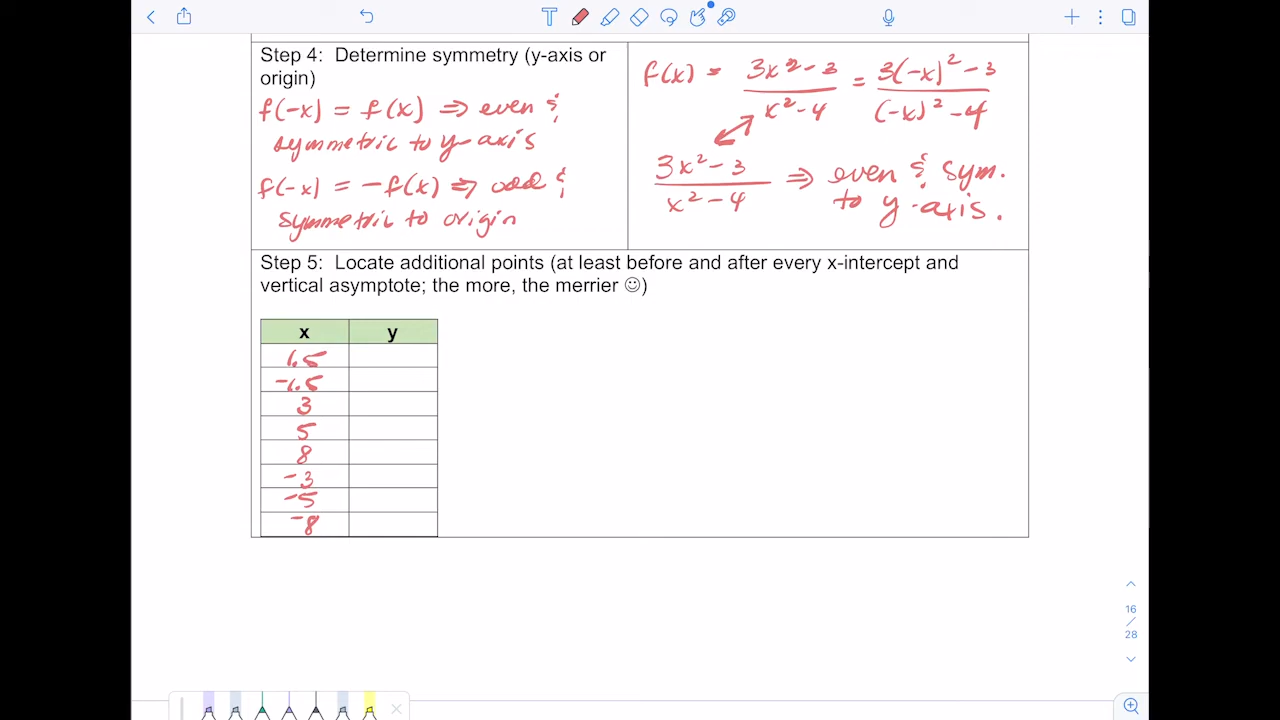 Step 4: Determine symmetry (y-axis or
origin)
f(-x) = f(x) ⇒ even &
symmetric to y-axis
f(-x) = -f(x) ⇒ odd &
symmetric to origin
f(x) = (3x² - 3)/(x² - 4) = (3(-x)² - 3)/((-x)² - 4)
(3x² - 3)/(x² - 4) ⇒ even & sym.
to y-axis.
Step 5: Locate additional points (at least before and after every x-intercept and
vertical asymptote; the more, the merrier ☺)
x y
1.5
-1.5
3
5
8
-3
-5
-8
16
/
28